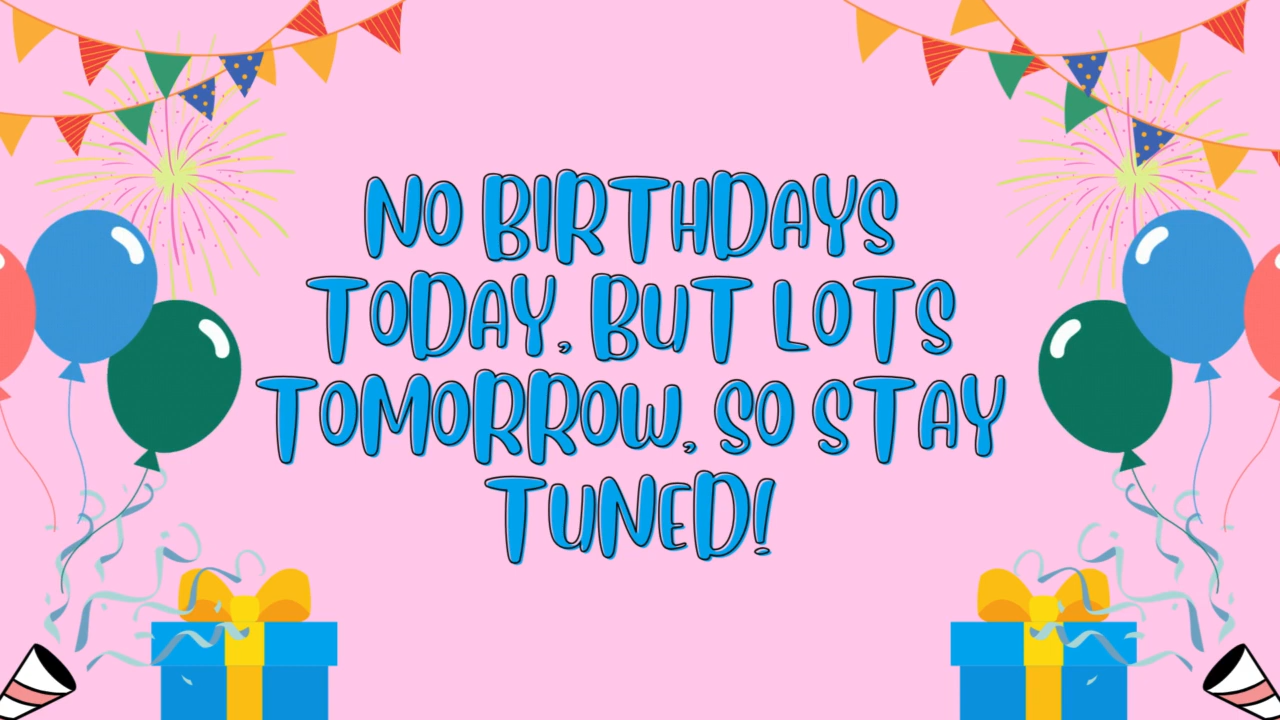 NO BIRTHDAYS
TODAY, BUT LOTS
TOMORROW, SO STAY
TUNED!